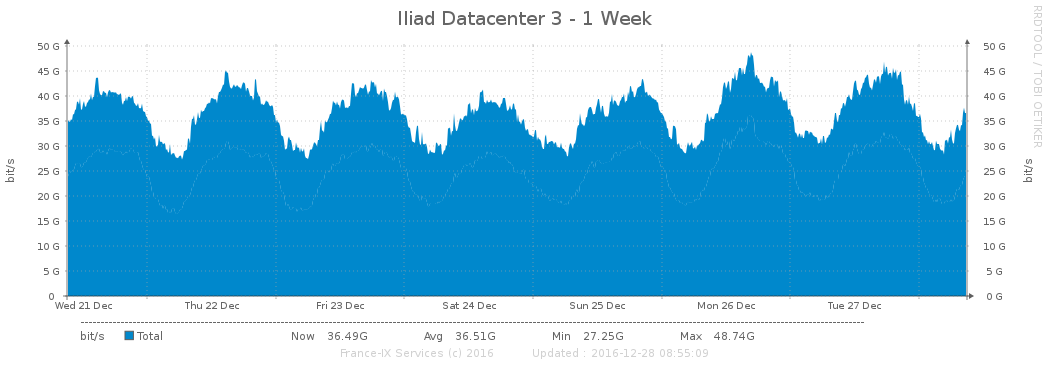 Iliad Datacenter 3 - 1 Week
RRDTOOL / TOBI OETIKER
50 G 50 G
45 G 45 G
40 G 40 G
35 G 35 G
30 G 30 G
25 G 25 G
20 G 20 G
15 G 15 G
10 G 10 G
5 G 5 G
0 0 G
bit/s bit/s
Wed 21 Dec Thu 22 Dec Fri 23 Dec Sat 24 Dec Sun 25 Dec Mon 26 Dec Tue 27 Dec
bit/s Total Now 36.49G Avg 36.51G Min 27.25G Max 48.74G
France-IX Services (c) 2016 Updated : 2016-12-28 08:55:09